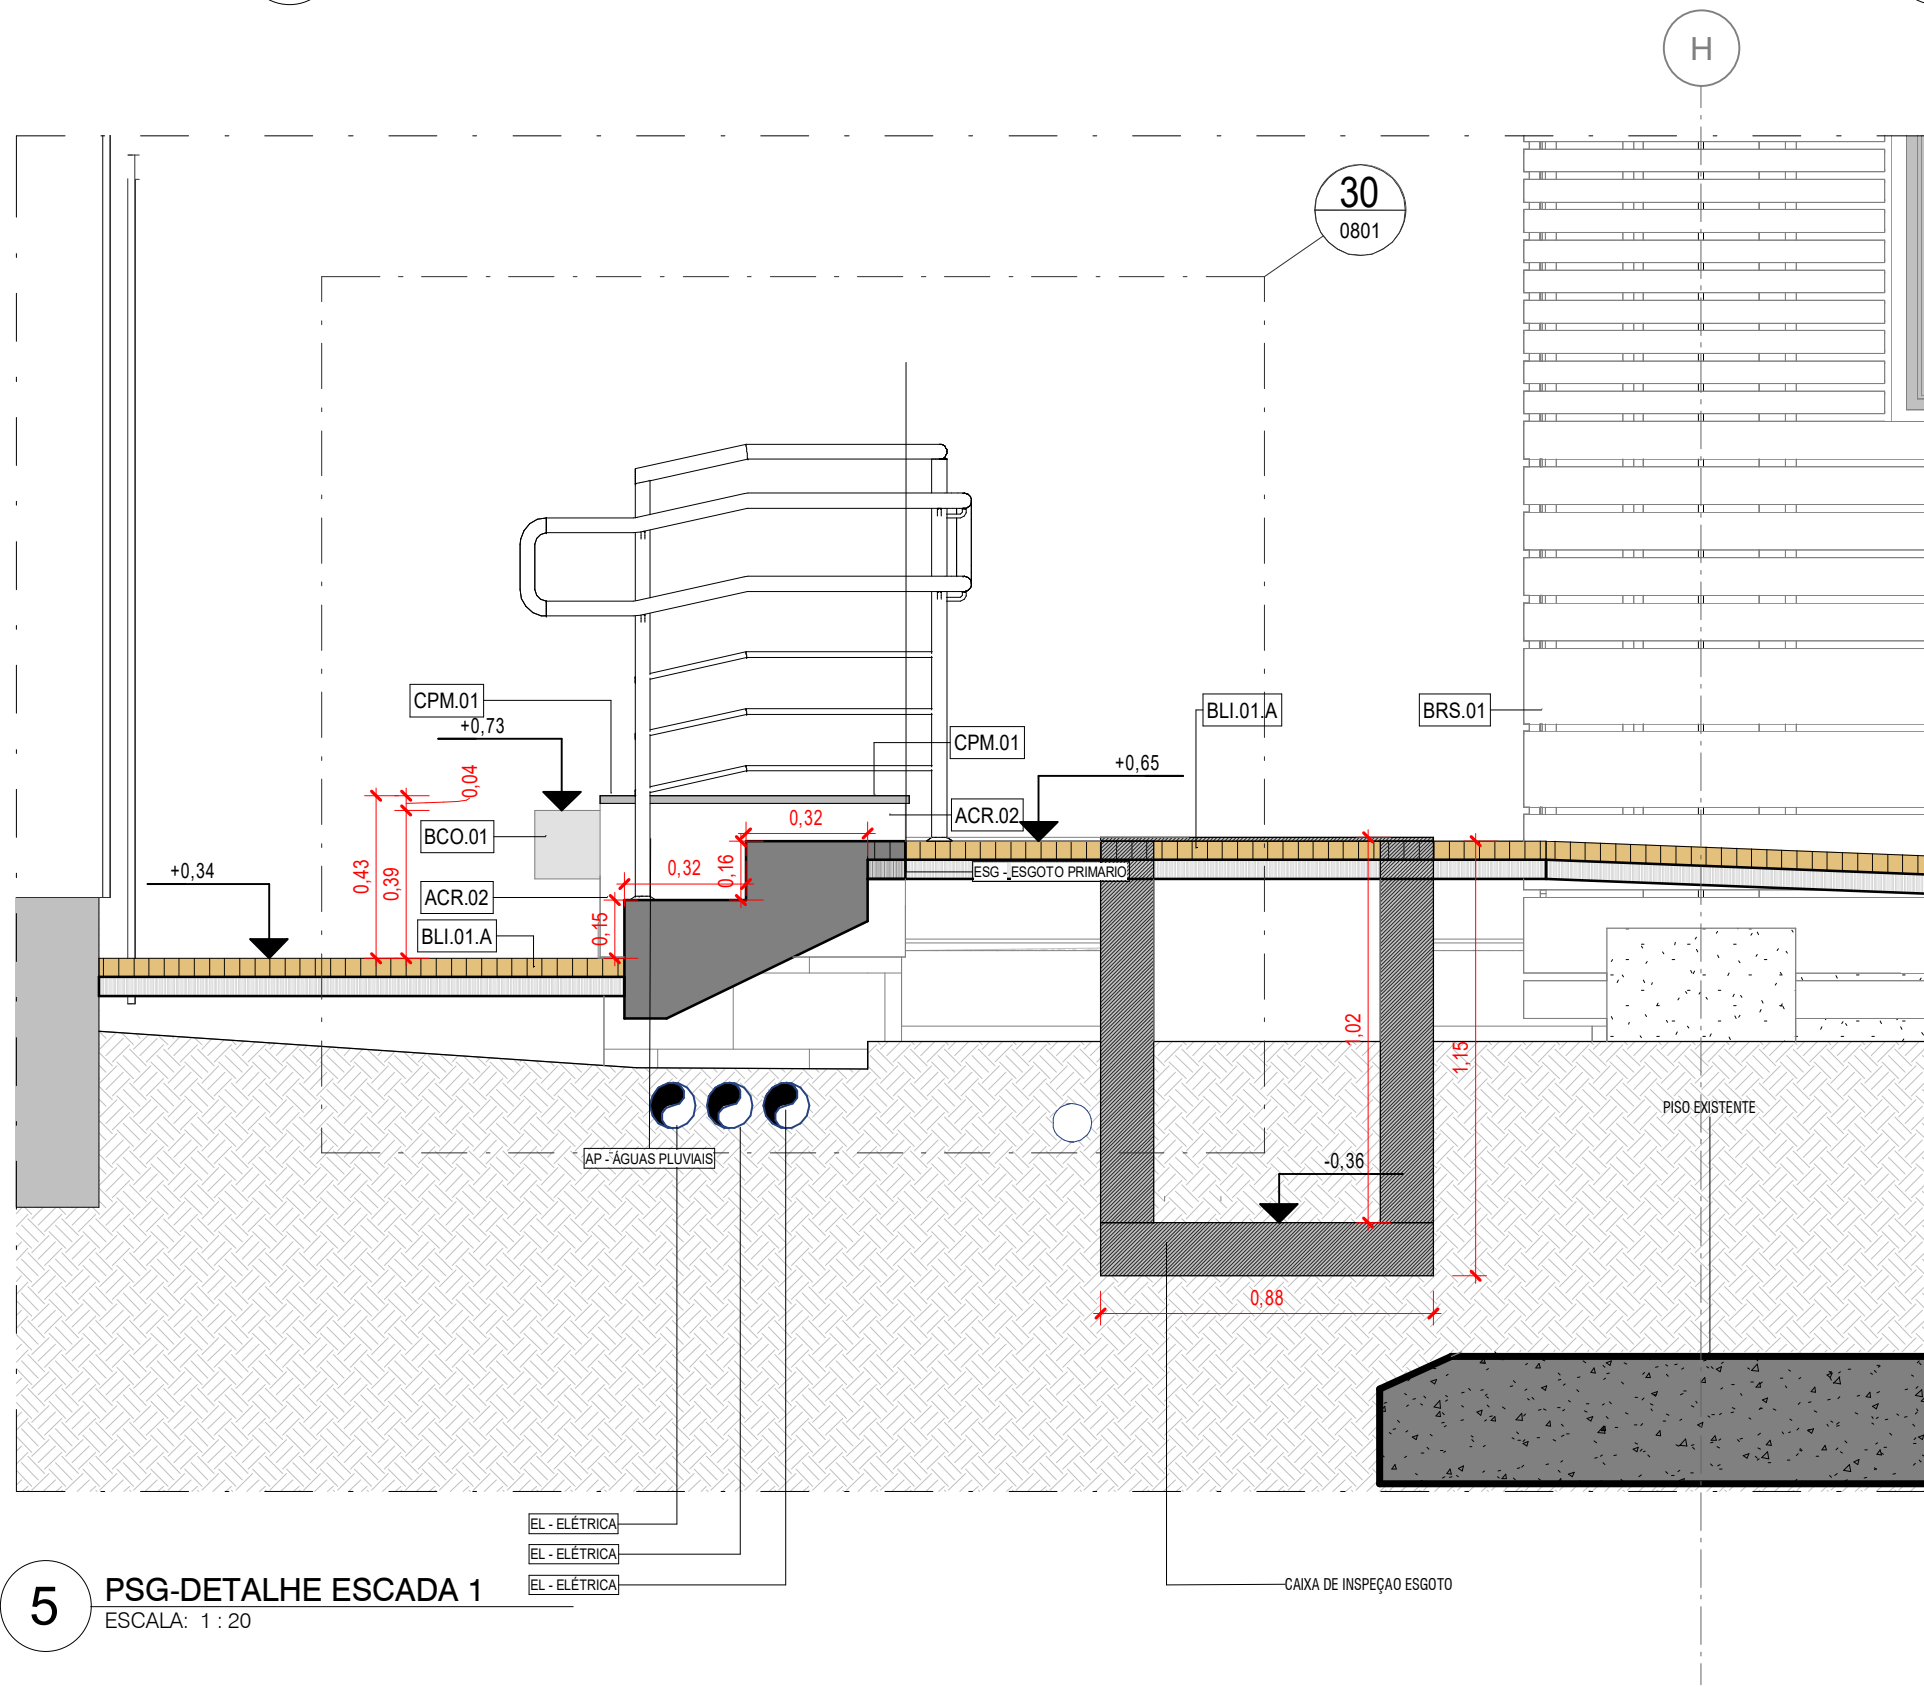 H
30
0801
CPM.01
+0,73
0,04
BLI.01.A
BRS.01
CPM.01
+0,65
BCO.01
0,32
ACR.02
+0,34
0,43
0,39
0,32
0,16
ESG - ESGOTO PRIMARIO
ACR.02
0,15
BLI.01.A
1,02
1,15
PISO EXISTENTE
AP - ÁGUAS PLUVIAIS
-0,36
0,88
EL - ELÉTRICA
EL - ELÉTRICA
EL - ELÉTRICA
CAIXA DE INSPEÇAO ESGOTO
5
PSG-DETALHE ESCADA 1
ESCALA: 1 : 20